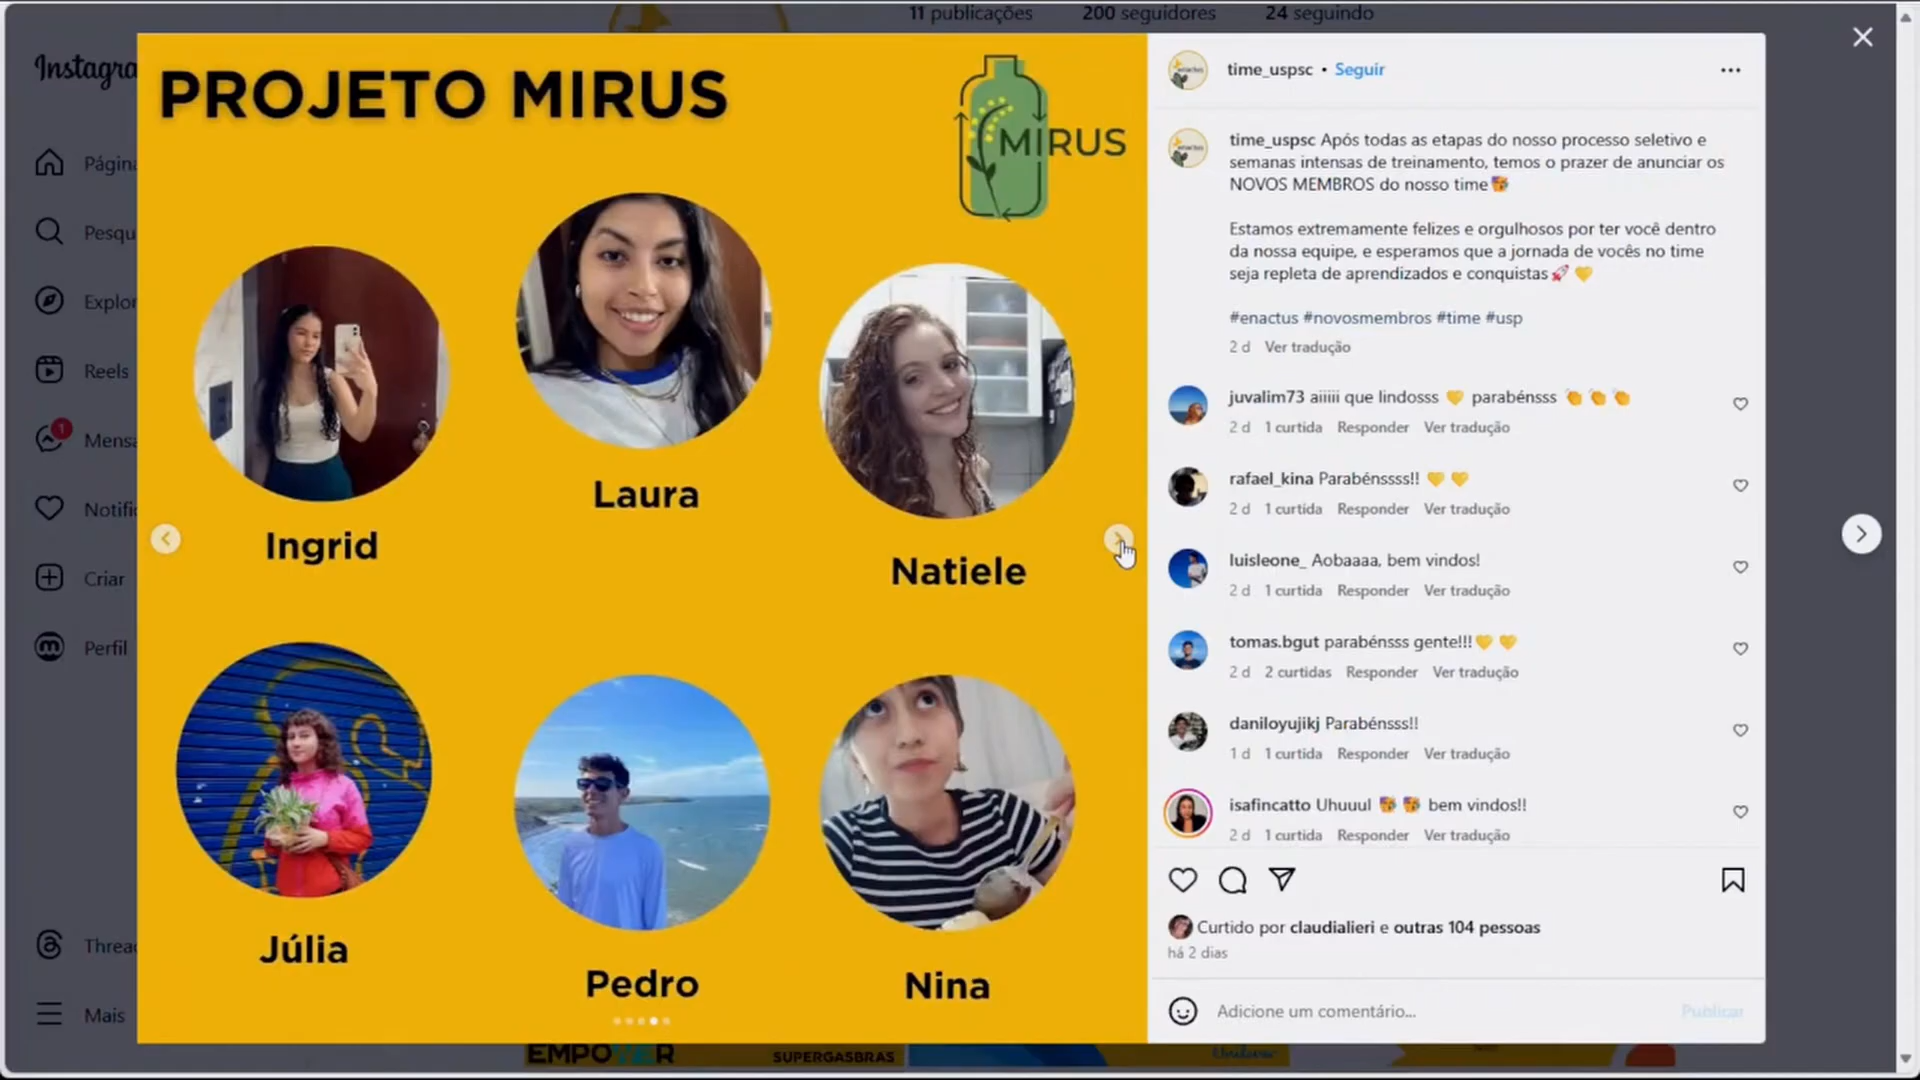 11 publicações 200 seguidores 24 seguindo
Instagra
Página
Pesqu
Explor
Reels
1
Mensa
Notifi
Criar
Perfil
Threa
Mais
PROJETO MIRUS
MIRUS
Ingrid
Laura
Natiele
Júlia
Pedro
Nina
EMPOVER
SUPERGASBRAS
Unilever
time_uspsc • Seguir
time_uspsc Após todas as etapas do nosso processo seletivo e
semanas intensas de treinamento, temos o prazer de anunciar os
NOVOS MEMBROS do nosso time🥳
Estamos extremamente felizes e orgulhosos por ter você dentro
da nossa equipe, e esperamos que a jornada de vocês no time
seja repleta de aprendizados e conquistas🚀 💛
#enactus #novosmembros #time #usp
2 d Ver tradução
juvalim73 aiiiii que lindosss 💛 parabénsss 👏 👏 👏
2 d 1 curtida Responder Ver tradução
rafael_kina Parabénssss!! 💛 💛
2 d 1 curtida Responder Ver tradução
luisleone_ Aobaaaa, bem vindos!
2 d 1 curtida Responder Ver tradução
tomas.bgut parabénsss gente!!!💛 💛
2 d 2 curtidas Responder Ver tradução
daniloyujikj Parabénsss!!
1 d 1 curtida Responder Ver tradução
isafincatto Uhuuul 🥳 🥳 bem vindos!!
2 d 1 curtida Responder Ver tradução
Curtido por claudialieri e outras 104 pessoas
há 2 dias
Adicione um comentário...
Publicar